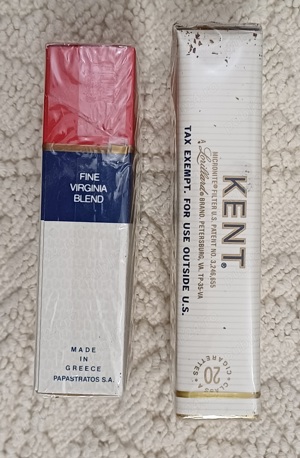 FINE
VIRGINIA
BLEND
MADE
IN
GREECE
PAPASTRATOS S.A.
KENT®
MICRONITE® FILTER U.S. PATENT NO. 3,246,655
A Lorillard BRAND. PETERSBURG, VA. TP-35-VA
TAX EXEMPT. FOR USE OUTSIDE U.S.
20
CLASS A
CIGARETTES